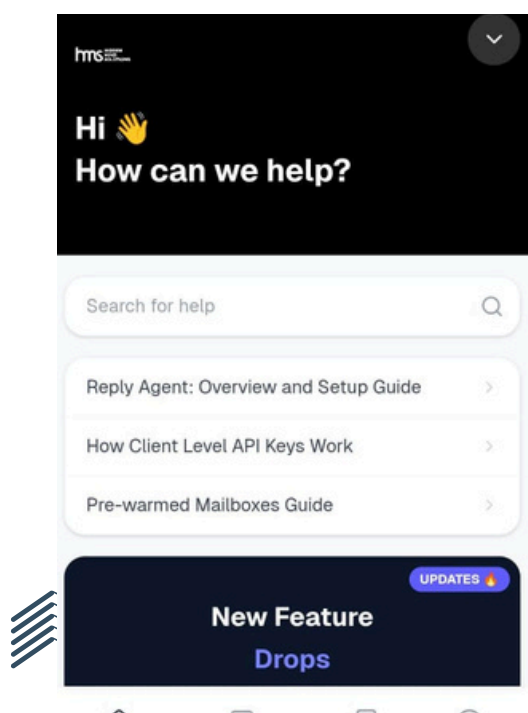 hms
Hi 👋
How can we help?
Search for help
Reply Agent: Overview and Setup Guide
How Client Level API Keys Work
Pre-warmed Mailboxes Guide
UPDATES 🔥
New Feature
Drops